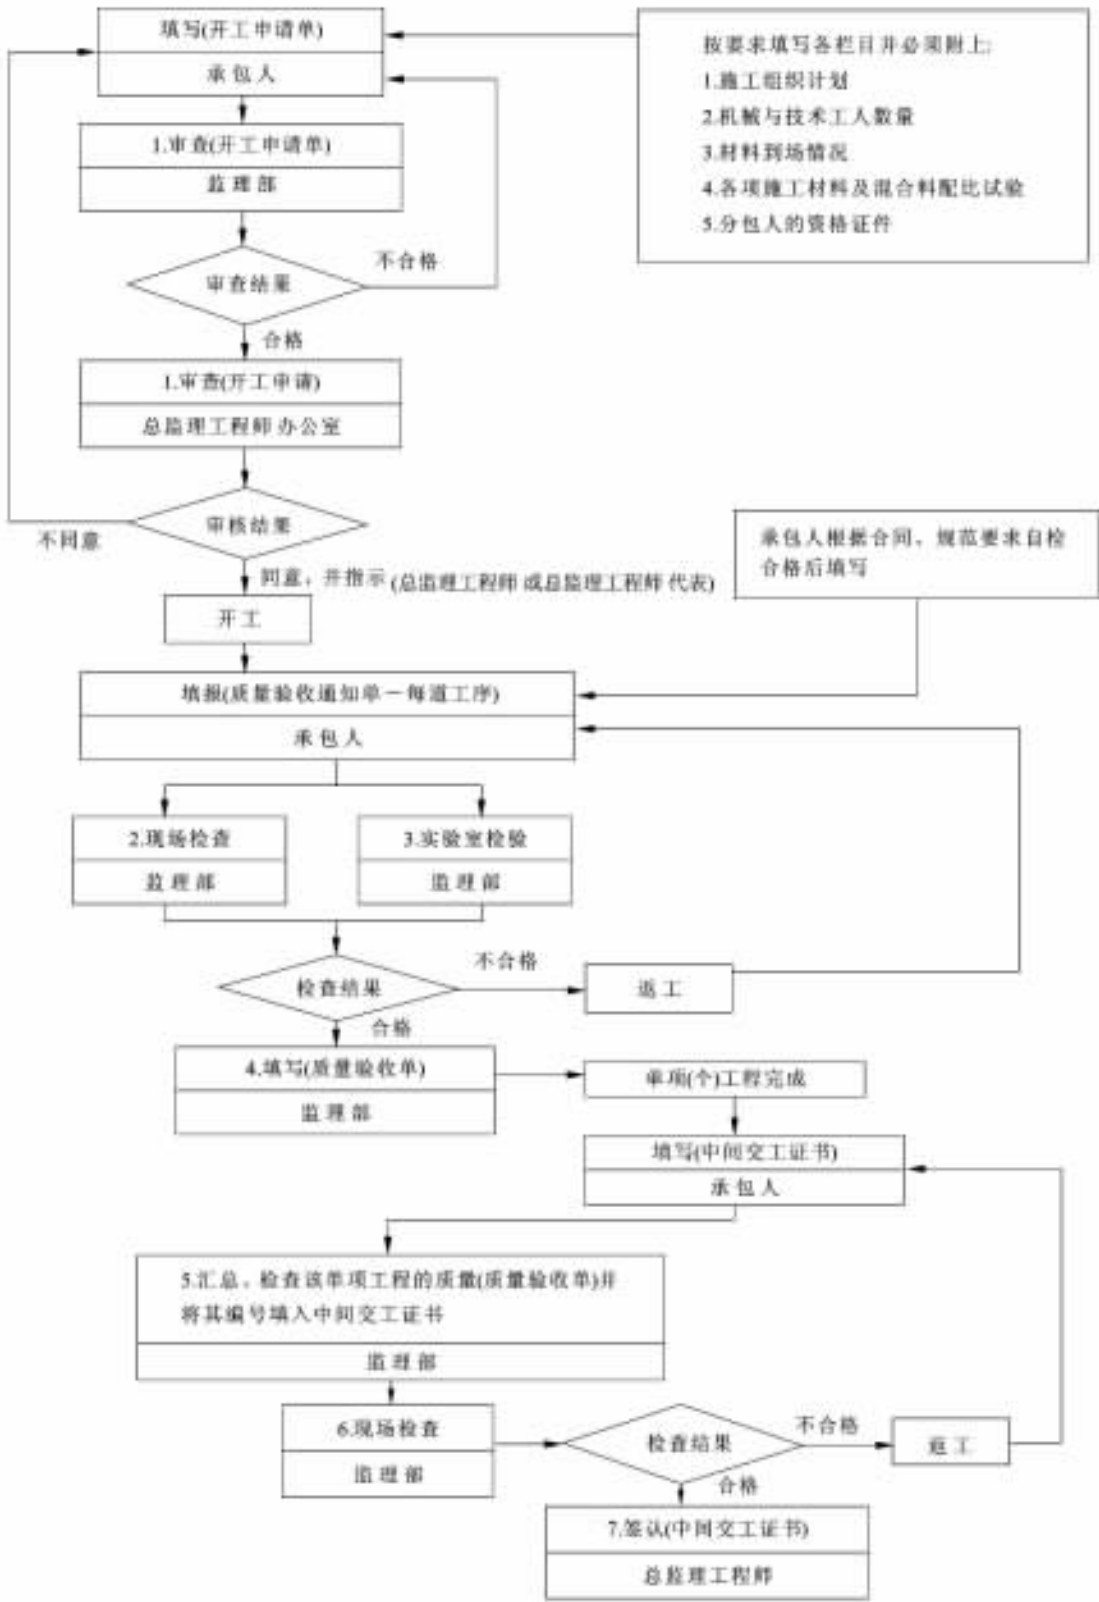 填写(开工申请单)
承包人
按要求填写各栏目并必须附上:
1.施工组织计划
2.机械与技术工人数量
3.材料到场情况
4.各项施工材料及混合料配比试验
5.分包人的资格证件
1.审查(开工申请单)
监理部
审查结果
不合格
合格
1.审查(开工申请)
总监理工程师办公室
审核结果
不同意
同意，并指示(总监理工程师或总监理工程师代表)
承包人根据合同、规范要求自检
合格后填写
开工
填报(质量验收通知单一每道工序)
承包人
2.现场检查
监理部
3.实验室检验
监理部
检查结果
不合格
返工
合格
4.填写(质量验收单)
监理部
单项(个)工程完成
填写(中间交工证书)
承包人
5.汇总、检查该单项工程的质量(质量验收单)并
将其编号填入中间交工证书
监理部
6.现场检查
监理部
检查结果
不合格
返工
合格
7.签认(中间交工证书)
总监理工程师